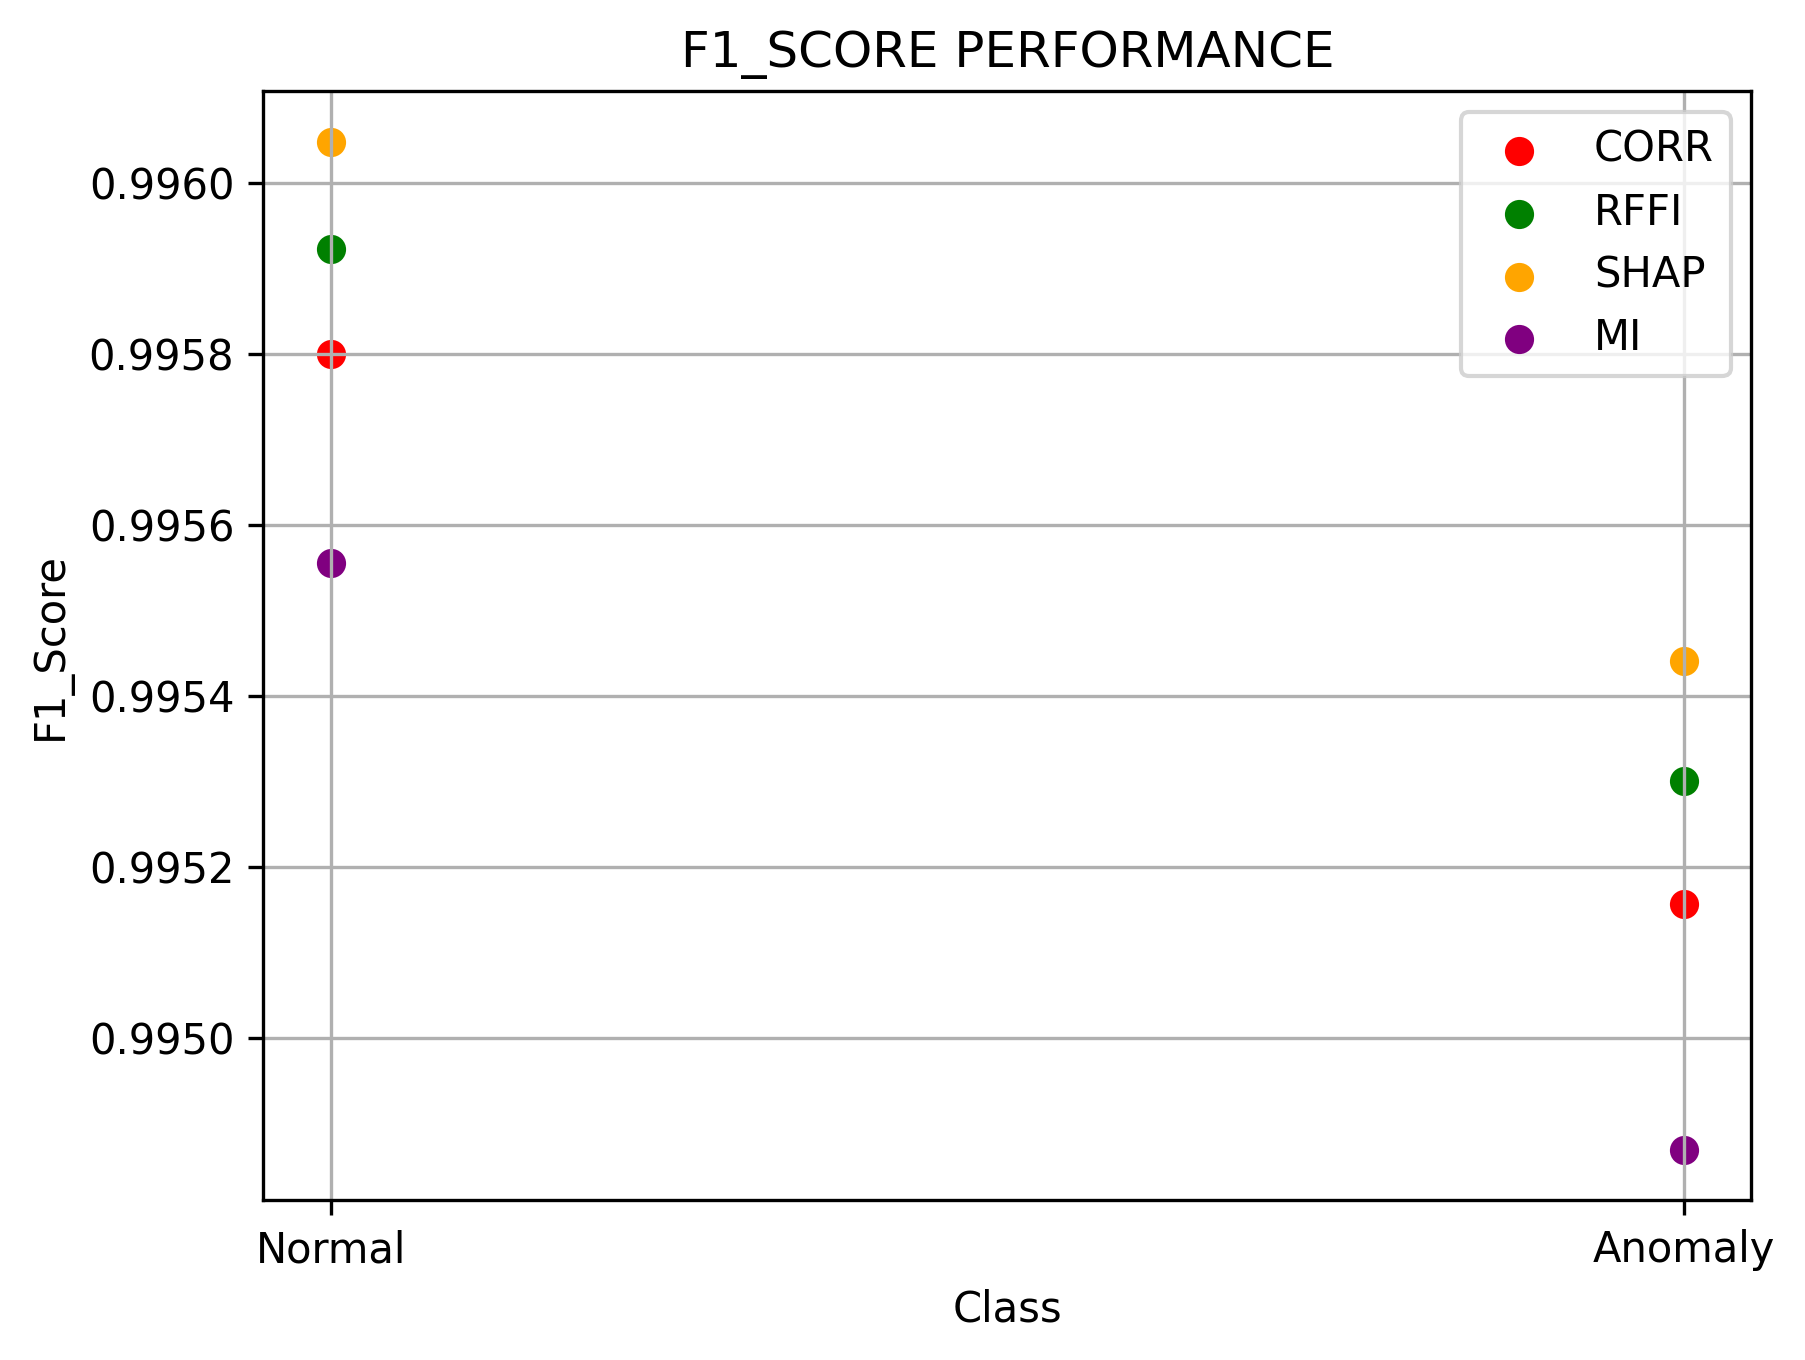 F1_SCORE PERFORMANCE
CORR
RFFI
SHAP
MI
F1_Score
0.9960
0.9958
0.9956
0.9954
0.9952
0.9950
Normal
Anomaly
Class